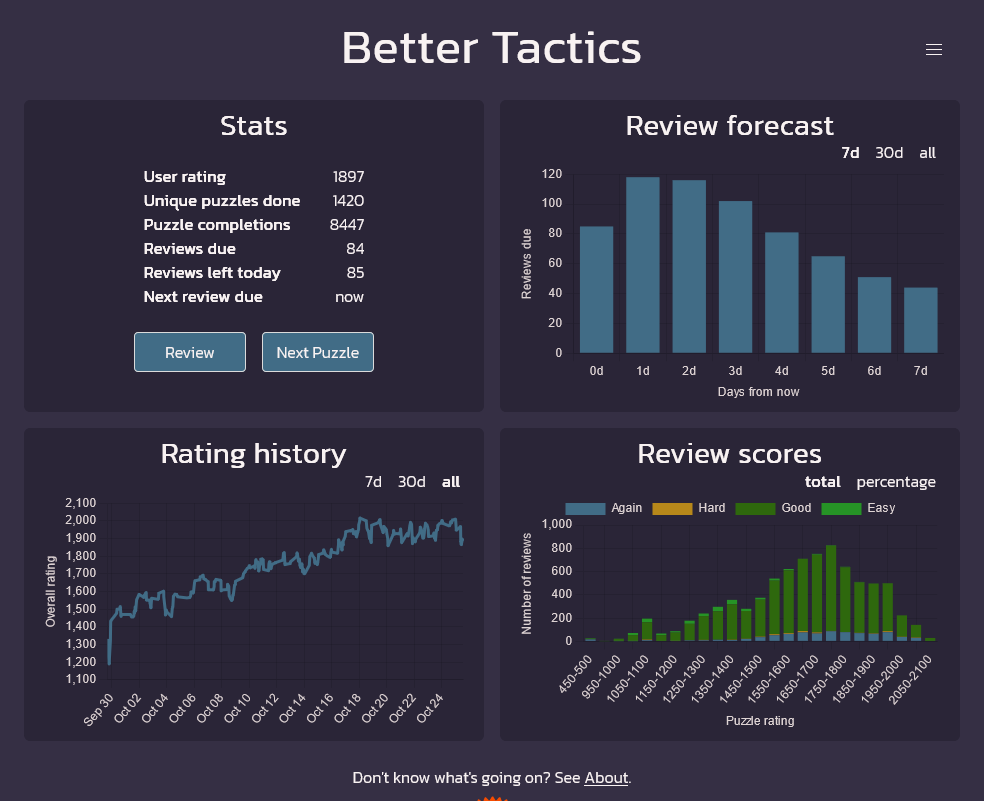 Better Tactics
Stats
User rating 1897
Unique puzzles done 1420
Puzzle completions 8447
Reviews due 84
Reviews left today 85
Next review due now
Review Next Puzzle
Review forecast
7d 30d all
120
100
80
60
40
20
0
Reviews due
0d 1d 2d 3d 4d 5d 6d 7d
Days from now
Rating history
7d 30d all
2,100
2,000
1,900
1,800
1,700
1,600
1,500
1,400
1,300
1,200
1,100
Overall rating
Sep 30 Oct 02 Oct 04 Oct 06 Oct 08 Oct 10 Oct 12 Oct 14 Oct 16 Oct 18 Oct 20 Oct 22 Oct 24
Review scores
total percentage
Again Hard Good Easy
1,000
800
600
400
200
0
Number of reviews
450-500 950-1000 1050-1100 1150-1200 1250-1300 1350-1400 1450-1500 1550-1600 1650-1700 1750-1800 1850-1900 1950-2000 2050-2100
Puzzle rating
Don't know what's going on? See About.